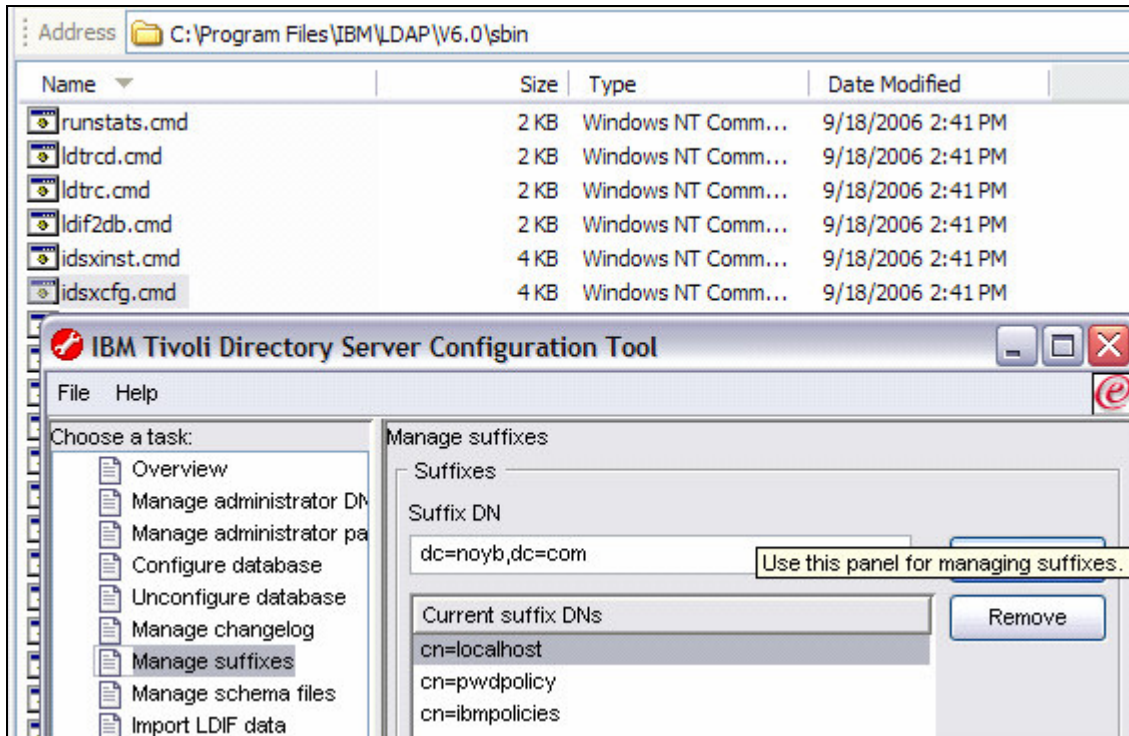 Address C:\Program Files\IBM\LDAP\V6.0\sbin
Name Size Type Date Modified
runstats.cmd 2 KB Windows NT Comm... 9/18/2006 2:41 PM
ldtrcd.cmd 2 KB Windows NT Comm... 9/18/2006 2:41 PM
ldtrc.cmd 2 KB Windows NT Comm... 9/18/2006 2:41 PM
ldif2db.cmd 2 KB Windows NT Comm... 9/18/2006 2:41 PM
idsxinst.cmd 4 KB Windows NT Comm... 9/18/2006 2:41 PM
idsxcfg.cmd 4 KB Windows NT Comm... 9/18/2006 2:41 PM
IBM Tivoli Directory Server Configuration Tool
File Help
Choose a task:
Overview
Manage administrator DN
Manage administrator pa
Configure database
Unconfigure database
Manage changelog
Manage suffixes
Manage schema files
Import LDIF data
Manage suffixes
Suffixes
Suffix DN
dc=noyb,dc=com
Use this panel for managing suffixes.
Current suffix DNs
Remove
cn=localhost
cn=pwdpolicy
cn=ibmpolicies